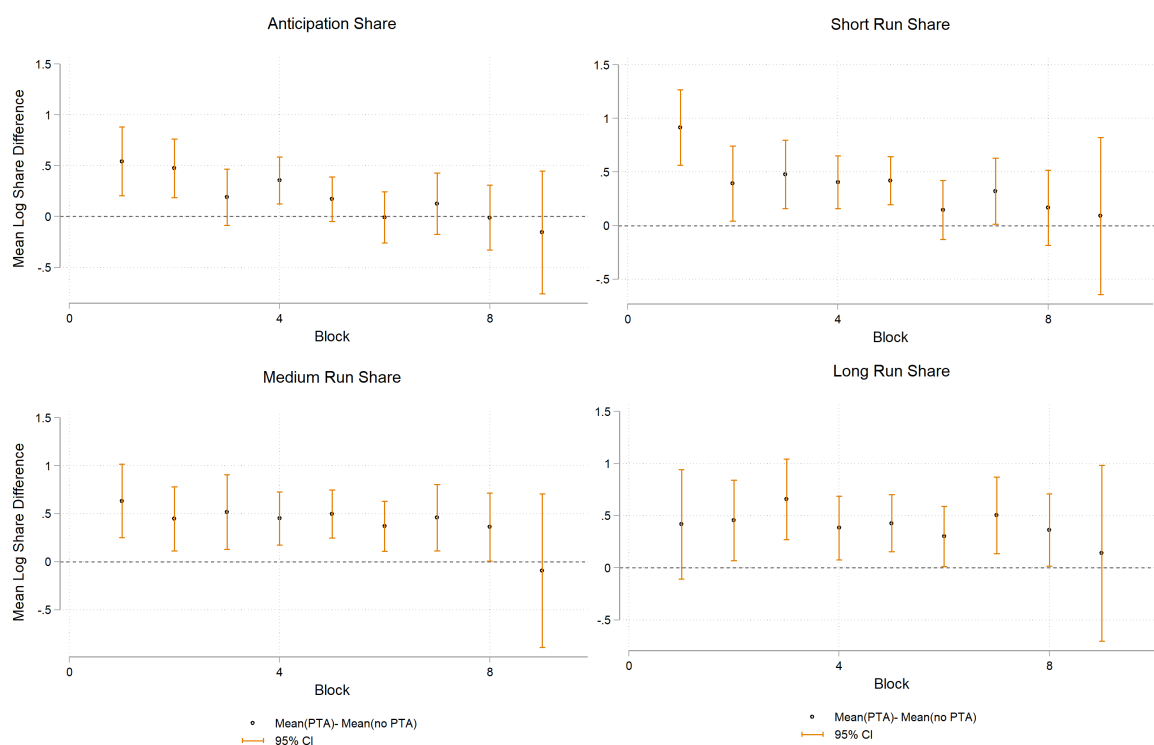 Anticipation Share
Mean Log Share Difference
1.5
1
.5
0
-.5
0
4
8
Block
Short Run Share
1.5
1
.5
0
-.5
0
4
8
Block
Medium Run Share
Mean Log Share Difference
1.5
1
.5
0
-.5
0
4
8
Block
Mean(PTA)- Mean(no PTA)
95% CI
Long Run Share
1.5
1
.5
0
-.5
0
4
8
Block
Mean(PTA)- Mean(no PTA)
95% CI